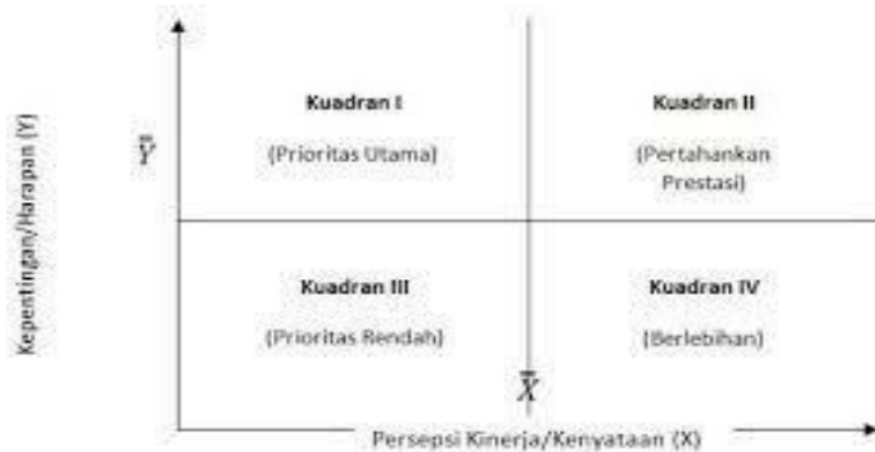 Kepentingan/Harapan (Y)
Y̿
Kuadran I
(Prioritas Utama)
Kuadran II
(Pertahankan
Prestasi)
Kuadran III
(Prioritas Rendah)
Kuadran IV
(Berlebihan)
X̿
Persepsi Kinerja/Kenyataan (X)